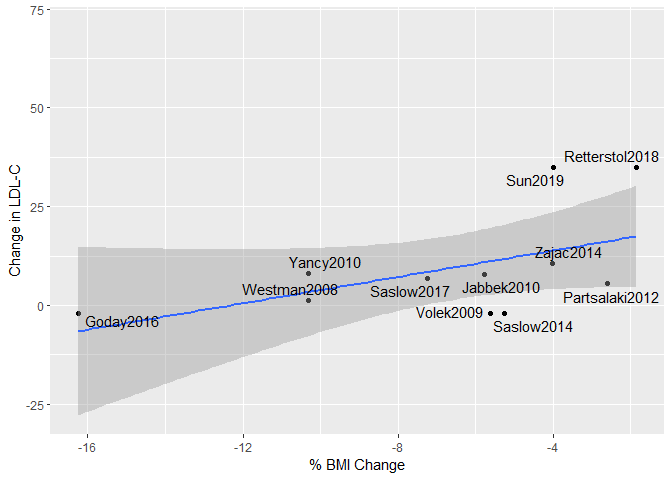 75
50
25
0
-25
Change in LDL-C
Retterstol2018
Sun2019
Zajac2014
Yancy2010
Westman2008
Saslow2017
Jabbek2010
Partsalaki2012
Goday2016
Volek2009
Saslow2014
-16
-12
-8
-4
% BMI Change